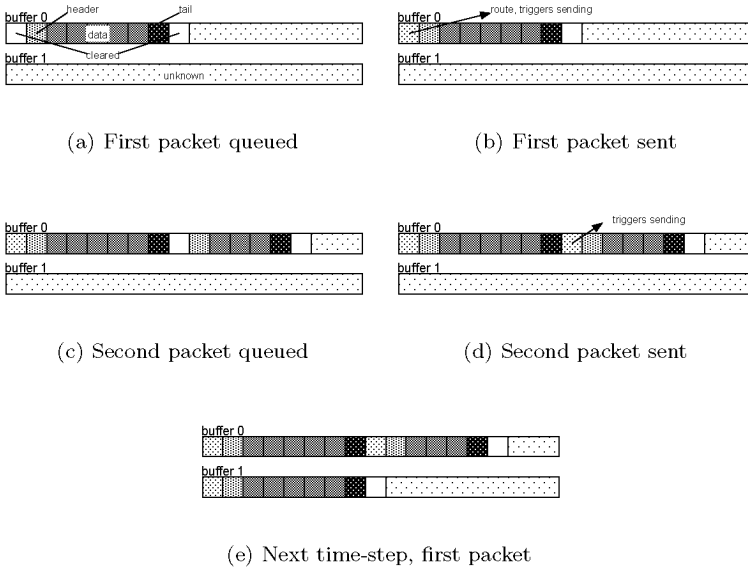 buffer 0
header
tail
data
cleared
buffer 1
unknown
(a) First packet queued
buffer 0
route, triggers sending
buffer 1
(b) First packet sent
buffer 0
buffer 1
(c) Second packet queued
buffer 0
triggers sending
buffer 1
(d) Second packet sent
buffer 0
buffer 1
(e) Next time-step, first packet